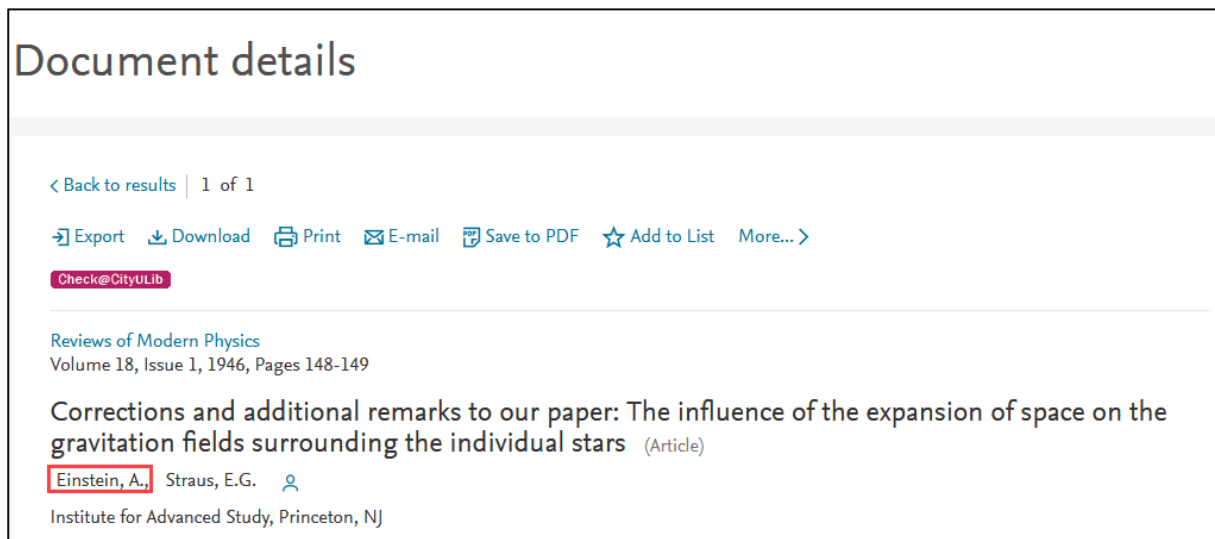 Document details
Back to results 1 of 1
Export Download Print E-mail Save to PDF Add to List More...
Check@CityULib
Reviews of Modern Physics
Volume 18, Issue 1, 1946, Pages 148-149
Corrections and additional remarks to our paper: The influence of the expansion of space on the
gravitation fields surrounding the individual stars (Article)
Einstein, A., Straus, E.G.
Institute for Advanced Study, Princeton, NJ